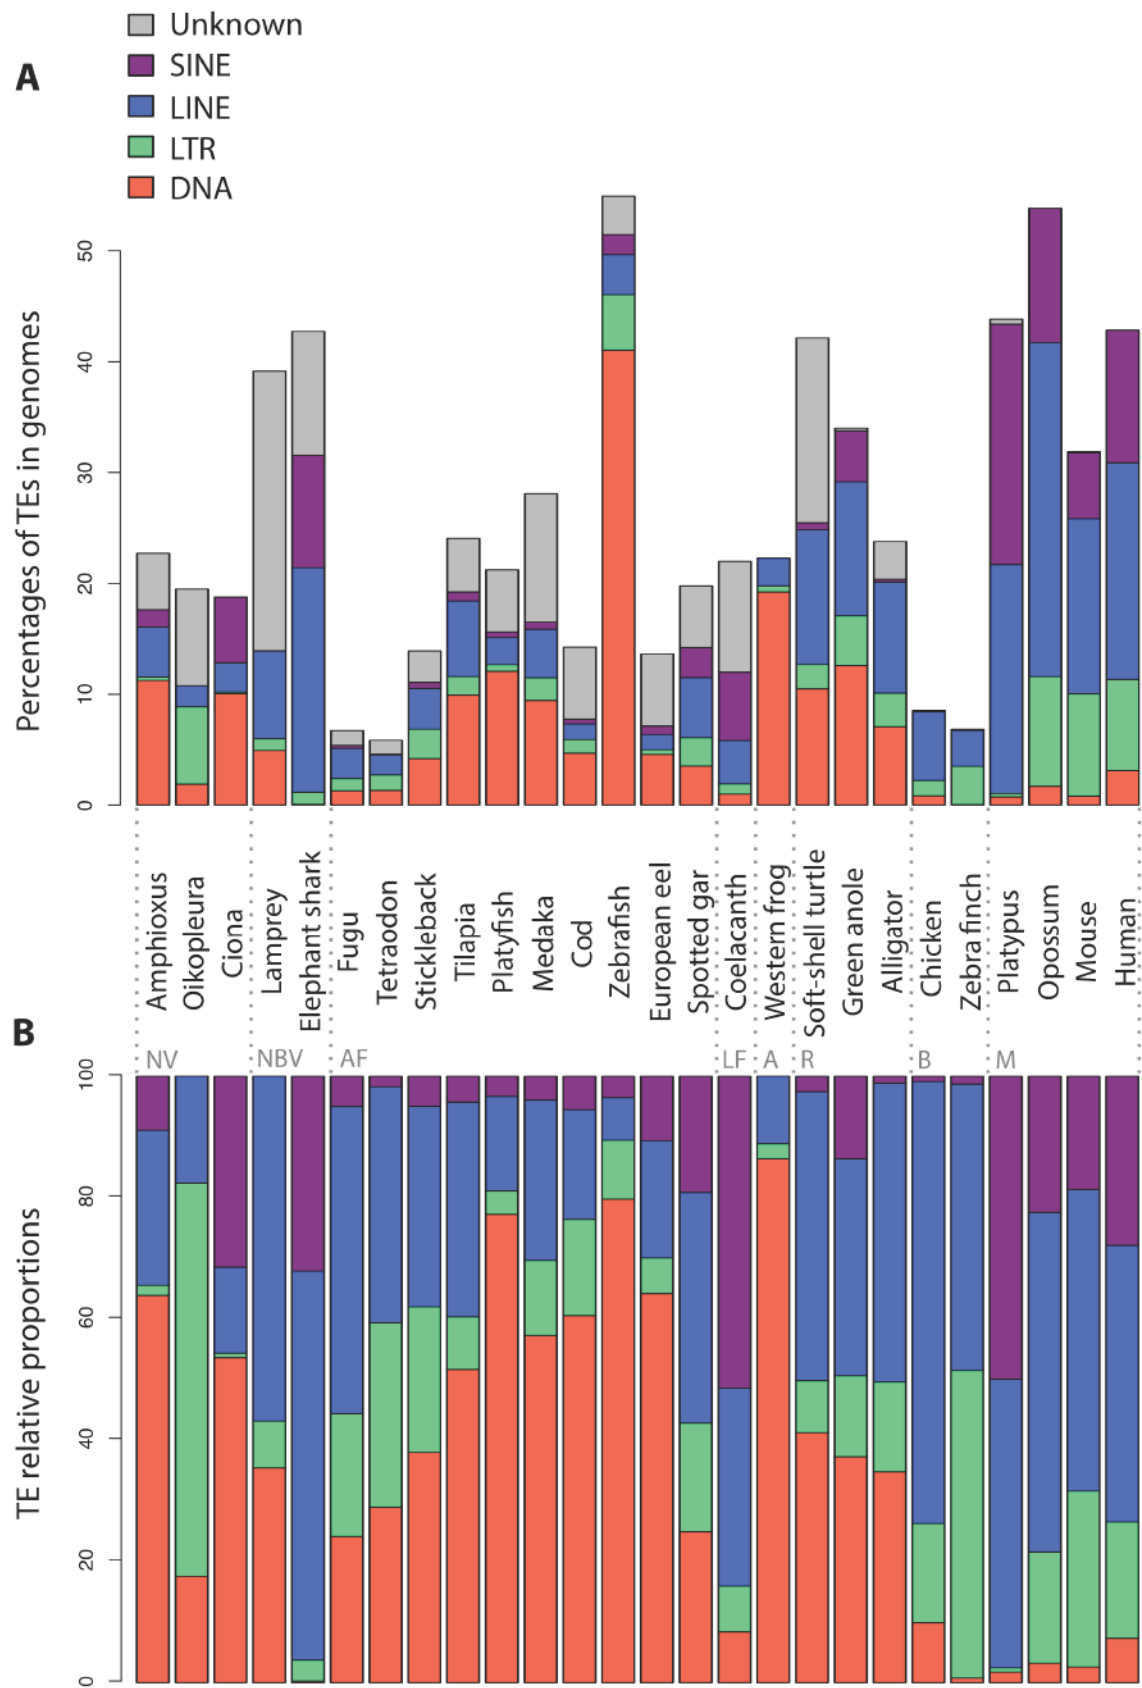 Unknown
A
SINE
LINE
LTR
DNA
Percentages of TEs in genomes
50
40
30
20
10
0
Amphioxus
Oikopleura
Ciona
Lamprey
Elephant shark
Fugu
Tetraodon
Stickleback
Tilapia
Platyfish
Medaka
Cod
Zebrafish
European eel
Spotted gar
Coelacanth
Western frog
Soft-shell turtle
Green anole
Alligator
Chicken
Zebra finch
Platypus
Opossum
Mouse
Human
B
NV NBV AF LF A R B M
TE relative proportions
100
80
60
40
20
0